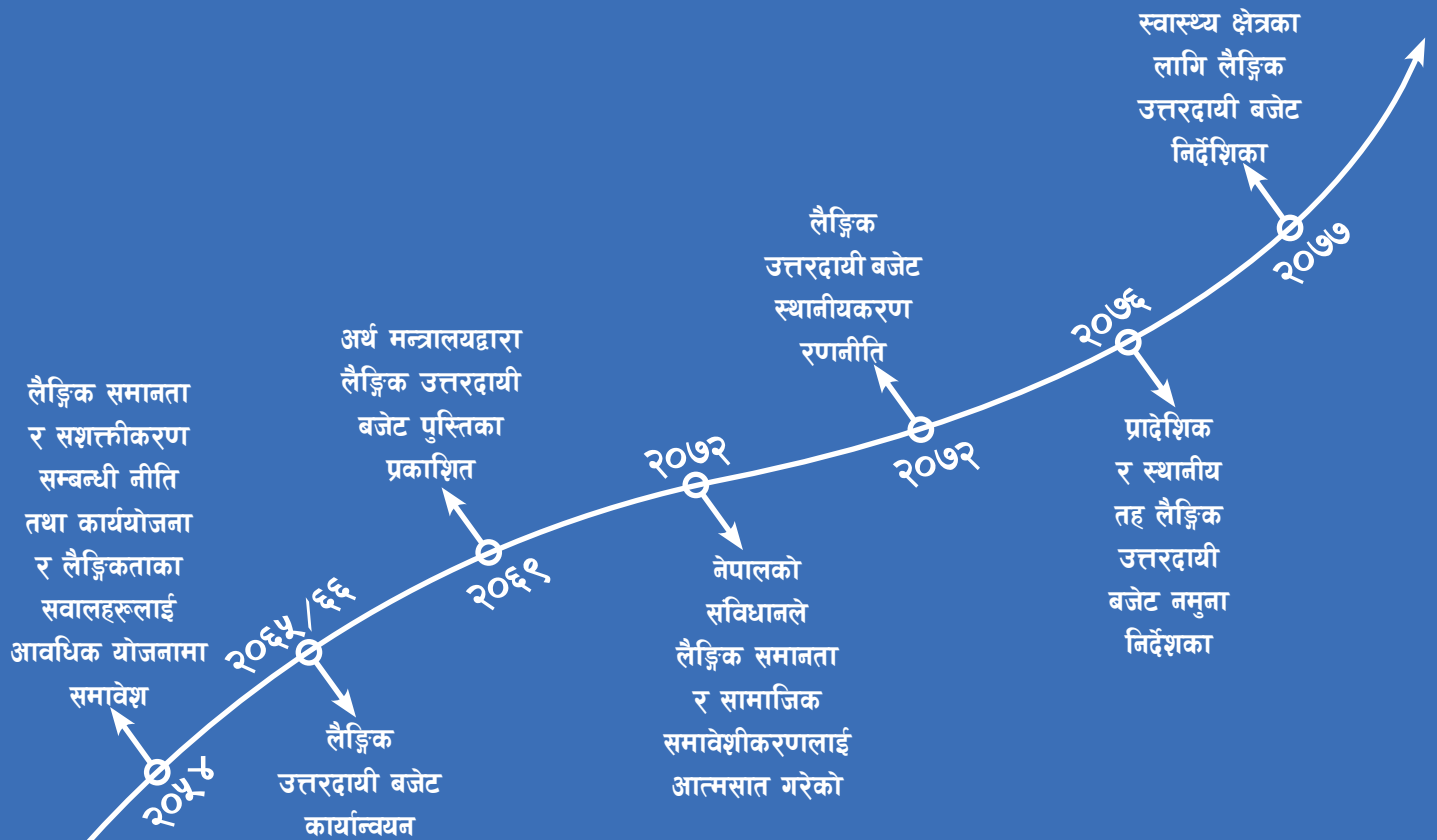 लैङ्गिक समानता
र सशक्तीकरण
सम्बन्धी नीति
तथा कार्ययोजना
र लैङ्गिकताका
सवालहरूलाई
आवधिक योजनामा
समावेश
२०५४
२०६५/६६
लैङ्गिक
उत्तरदायी बजेट
कार्यान्वयन
अर्थ मन्त्रालयद्वारा
लैङ्गिक उत्तरदायी
बजेट पुस्तिका
प्रकाशित
२०६९
२०७२
नेपालको
संविधानले
लैङ्गिक समानता
र सामाजिक
समावेशीकरणलाई
आत्मसात गरेको
लैङ्गिक
उत्तरदायी बजेट
स्थानीयकरण
रणनीति
२०७२
२०७६
प्रादेशिक
र स्थानीय
तह लैङ्गिक
उत्तरदायी
बजेट नमुना
निर्देशका
स्वास्थ्य क्षेत्रका
लागि लैङ्गिक
उत्तरदायी बजेट
निर्देशिका
२०७७